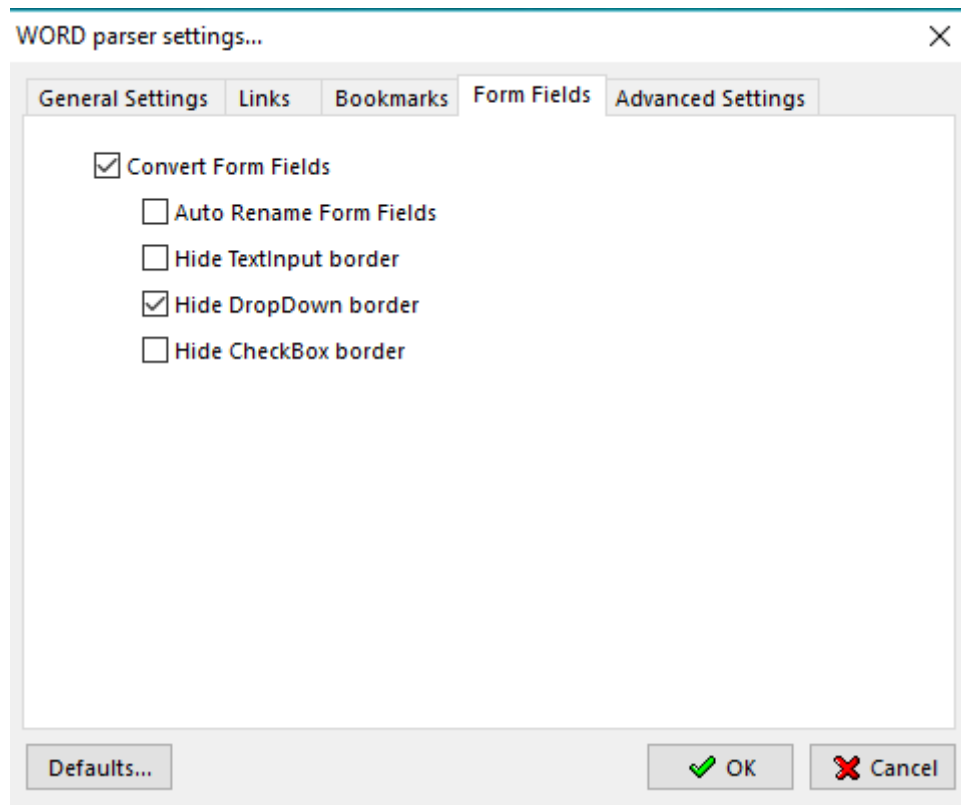 WORD parser settings...
General Settings Links Bookmarks Form Fields Advanced Settings
Convert Form Fields
Auto Rename Form Fields
Hide TextInput border
Hide DropDown border
Hide CheckBox border
Defaults... OK Cancel